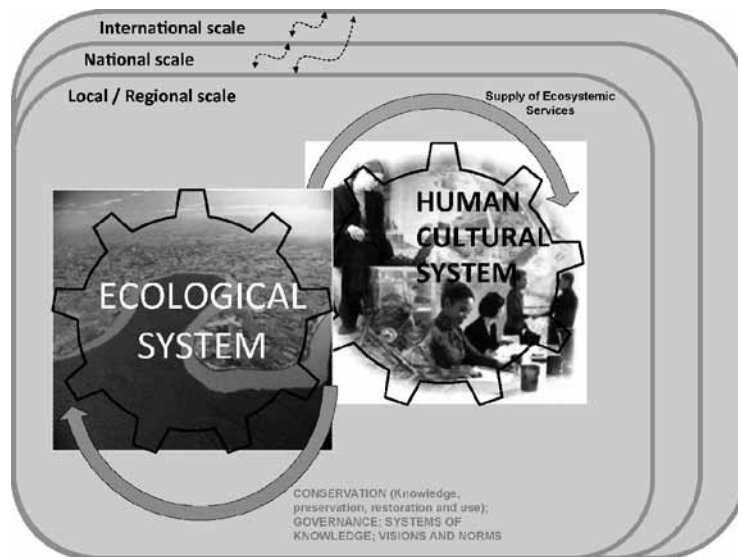 International scale
National scale
Local / Regional scale
Supply of Ecosystemic
Services
HUMAN
CULTURAL
SYSTEM
ECOLOGICAL
SYSTEM
CONSERVATION (Knowledge,
preservation, restoration and use);
GOVERNANCE; SYSTEMS OF
KNOWLEDGE; VISIONS AND NORMS